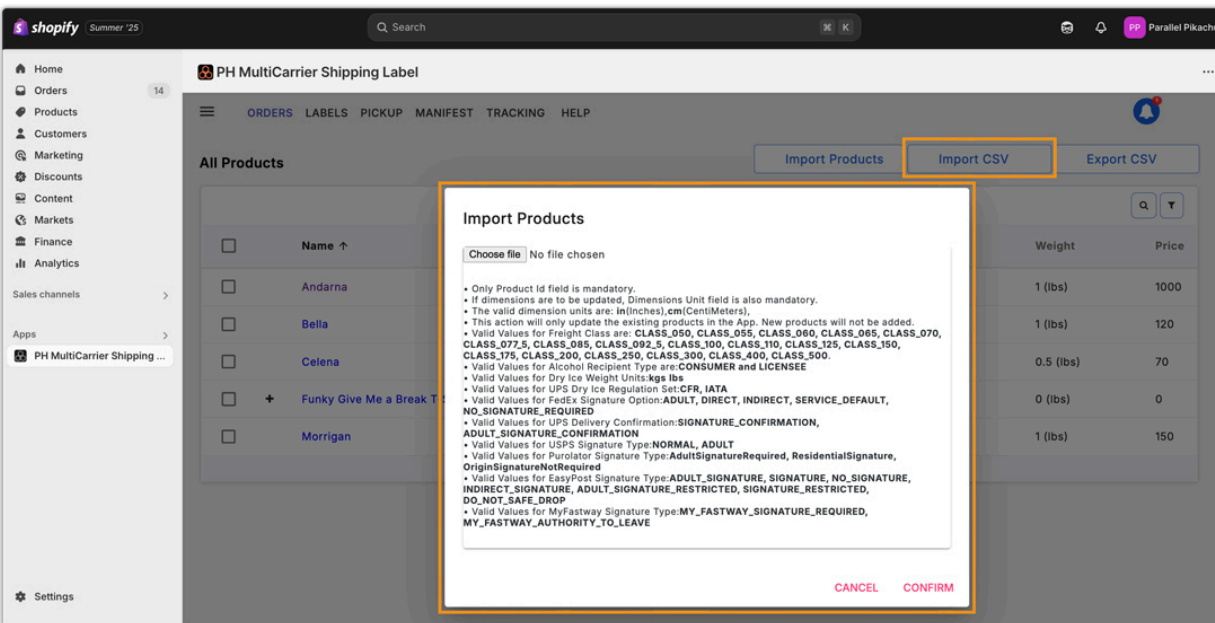 shopify Summer '25
Search
⌘ K
PP Parallel Pikach
Home
Orders 14
Products
Customers
Marketing
Discounts
Content
Markets
Finance
Analytics
Sales channels
Apps
PH MultiCarrier Shipping ...
Settings
PH MultiCarrier Shipping Label
ORDERS LABELS PICKUP MANIFEST TRACKING HELP
All Products
Import Products Import CSV Export CSV
Name ↑ Weight Price
Andarna 1 (lbs) 1000
Bella 1 (lbs) 120
Celena 0.5 (lbs) 70
+ Funky Give Me a Break T 0 (lbs) 0
Morrigan 1 (lbs) 150
Import Products
Choose file No file chosen
• Only Product Id field is mandatory.
• If dimensions are to be updated, Dimensions Unit field is also mandatory.
• The valid dimension units are: in(Inches),cm(CentiMeters),
• This action will only update the existing products in the App. New products will not be added.
• Valid Values for Freight Class are: CLASS_050, CLASS_055, CLASS_060, CLASS_065, CLASS_070,
CLASS_077_5, CLASS_085, CLASS_092_5, CLASS_100, CLASS_110, CLASS_125, CLASS_150,
CLASS_175, CLASS_200, CLASS_250, CLASS_300, CLASS_400, CLASS_500.
• Valid Values for Alcohol Recipient Type are:CONSUMER and LICENSEE
• Valid Values for Dry Ice Weight Units:kgs lbs
• Valid Values for UPS Dry Ice Regulation Set:CFR, IATA
• Valid Values for FedEx Signature Option:ADULT, DIRECT, INDIRECT, SERVICE_DEFAULT,
NO_SIGNATURE_REQUIRED
• Valid Values for UPS Delivery Confirmation:SIGNATURE_CONFIRMATION,
ADULT_SIGNATURE_CONFIRMATION
• Valid Values for USPS Signature Type:NORMAL, ADULT
• Valid Values for Purolator Signature Type:AdultSignatureRequired, ResidentialSignature,
OriginSignatureNotRequired
• Valid Values for EasyPost Signature Type:ADULT_SIGNATURE, SIGNATURE, NO_SIGNATURE,
INDIRECT_SIGNATURE, ADULT_SIGNATURE_RESTRICTED, SIGNATURE_RESTRICTED,
DO_NOT_SAFE_DROP
• Valid Values for MyFastway Signature Type:MY_FASTWAY_SIGNATURE_REQUIRED,
MY_FASTWAY_AUTHORITY_TO_LEAVE
CANCEL CONFIRM